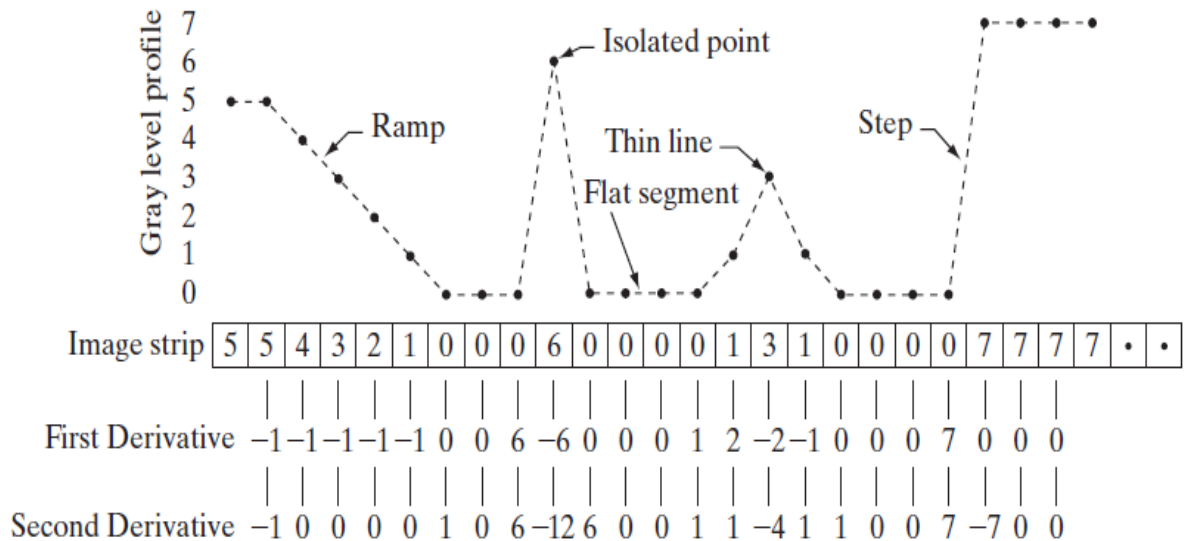 Gray level profile
7
6
5
4
3
2
1
0
Isolated point
Ramp
Thin line
Step
Flat segment
Image strip 5 5 4 3 2 1 0 0 0 6 0 0 0 0 1 3 1 0 0 0 0 7 7 7 7 • •
First Derivative −1 −1 −1 −1 −1 0 0 6 −6 0 0 0 1 2 −2 −1 0 0 0 7 0 0 0
Second Derivative −1 0 0 0 0 1 0 6 −12 6 0 0 1 1 −4 1 1 0 0 7 −7 0 0